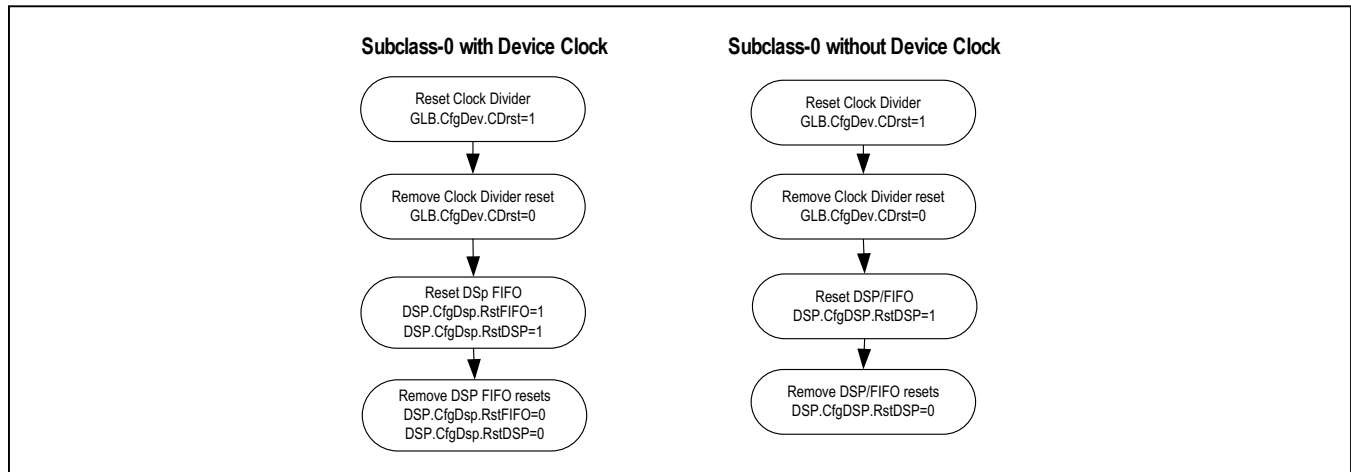 Subclass-0 with Device Clock
Reset Clock Divider
GLB.CfgDev.CDrst=1
Remove Clock Divider reset
GLB.CfgDev.CDrst=0
Reset DSp FIFO
DSP.CfgDsp.RstFIFO=1
DSP.CfgDsp.RstDSP=1
Remove DSP FIFO resets
DSP.CfgDsp.RstFIFO=0
DSP.CfgDsp.RstDSP=0
Subclass-0 without Device Clock
Reset Clock Divider
GLB.CfgDev.CDrst=1
Remove Clock Divider reset
GLB.CfgDev.CDrst=0
Reset DSP/FIFO
DSP.CfgDSP.RstDSP=1
Remove DSP/FIFO resets
DSP.CfgDSP.RstDSP=0